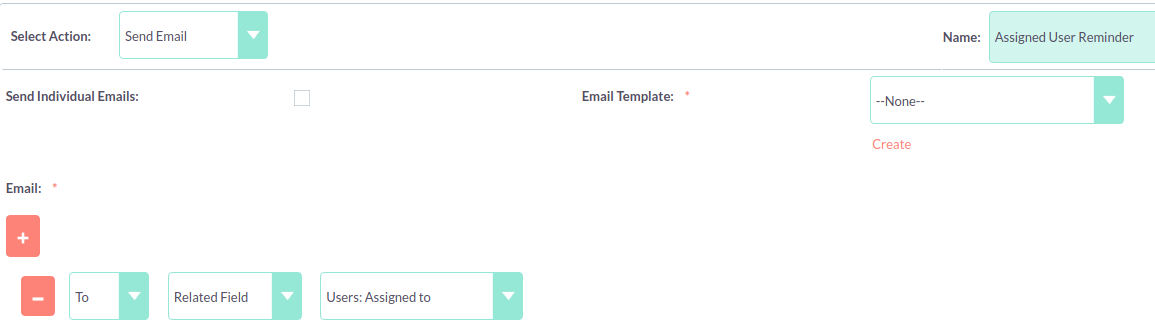 Select Action: Send Email Name: Assigned User Reminder
Send Individual Emails: Email Template: * --None--
Create
Email: *
+
− To Related Field Users: Assigned to